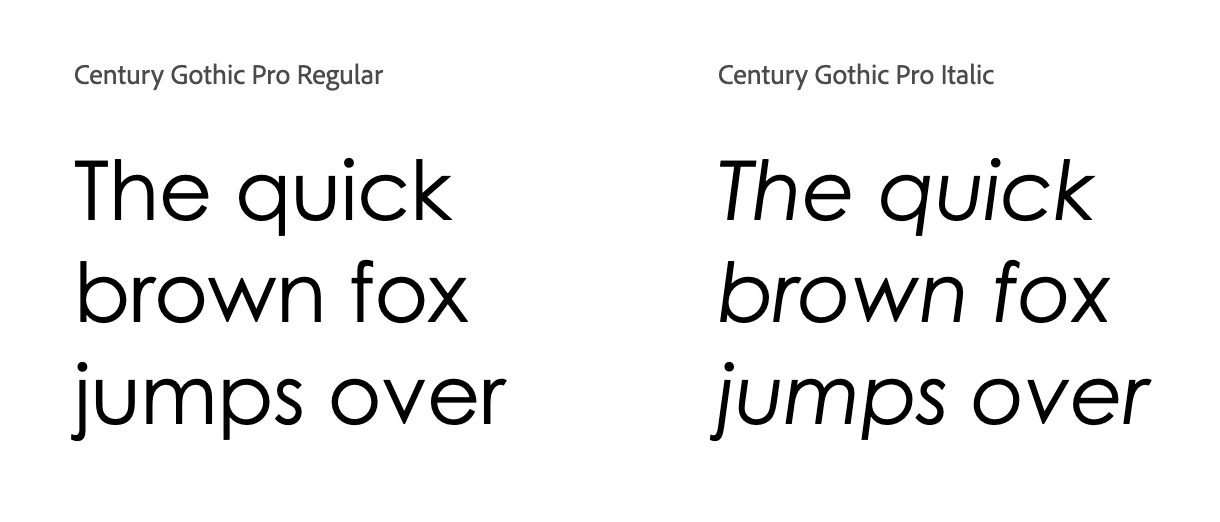 Century Gothic Pro Regular
The quick
brown fox
jumps over
Century Gothic Pro Italic
The quick
brown fox
jumps over